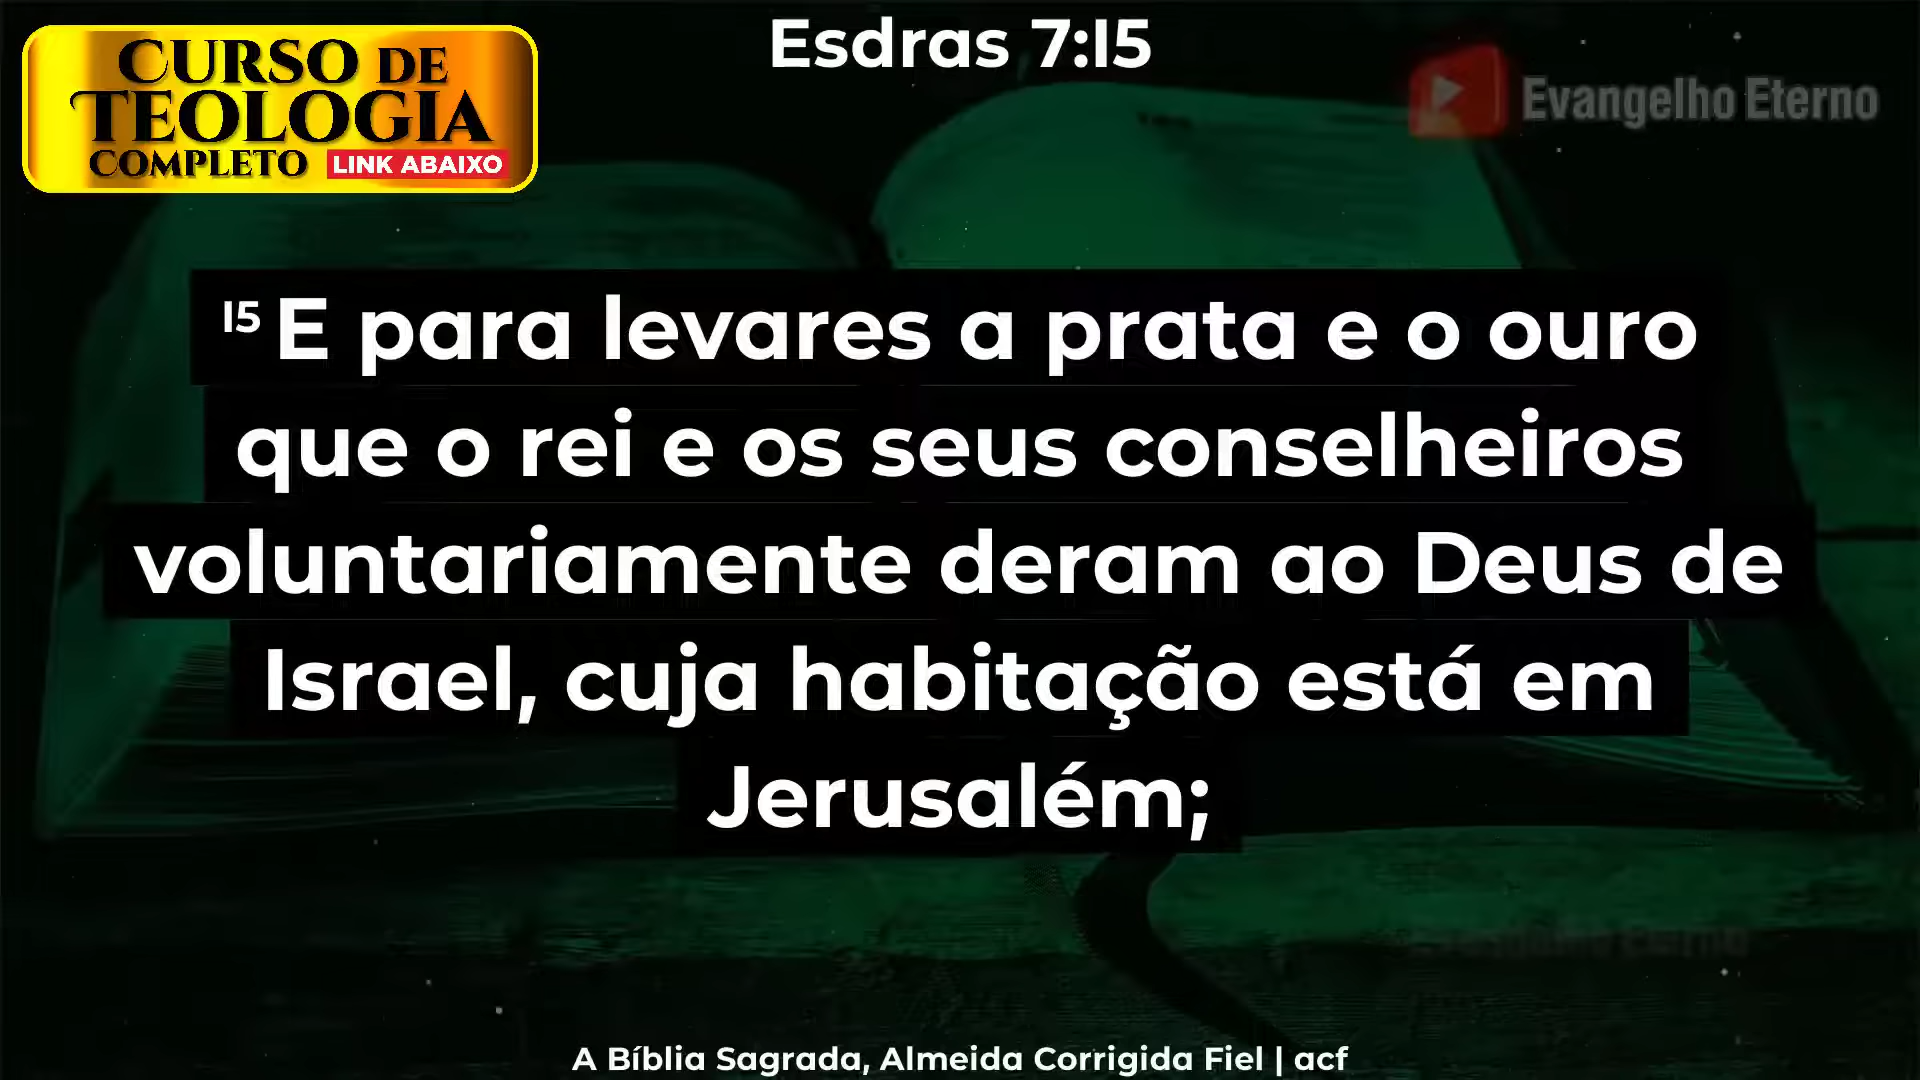 Esdras 7:15
CURSO DE
TEOLOGIA
COMPLETO LINK ABAIXO
Evangelho Eterno
15 E para levares a prata e o ouro
que o rei e os seus conselheiros
voluntariamente deram ao Deus de
Israel, cuja habitação está em
Jerusalém;
A Bíblia Sagrada, Almeida Corrigida Fiel | acf